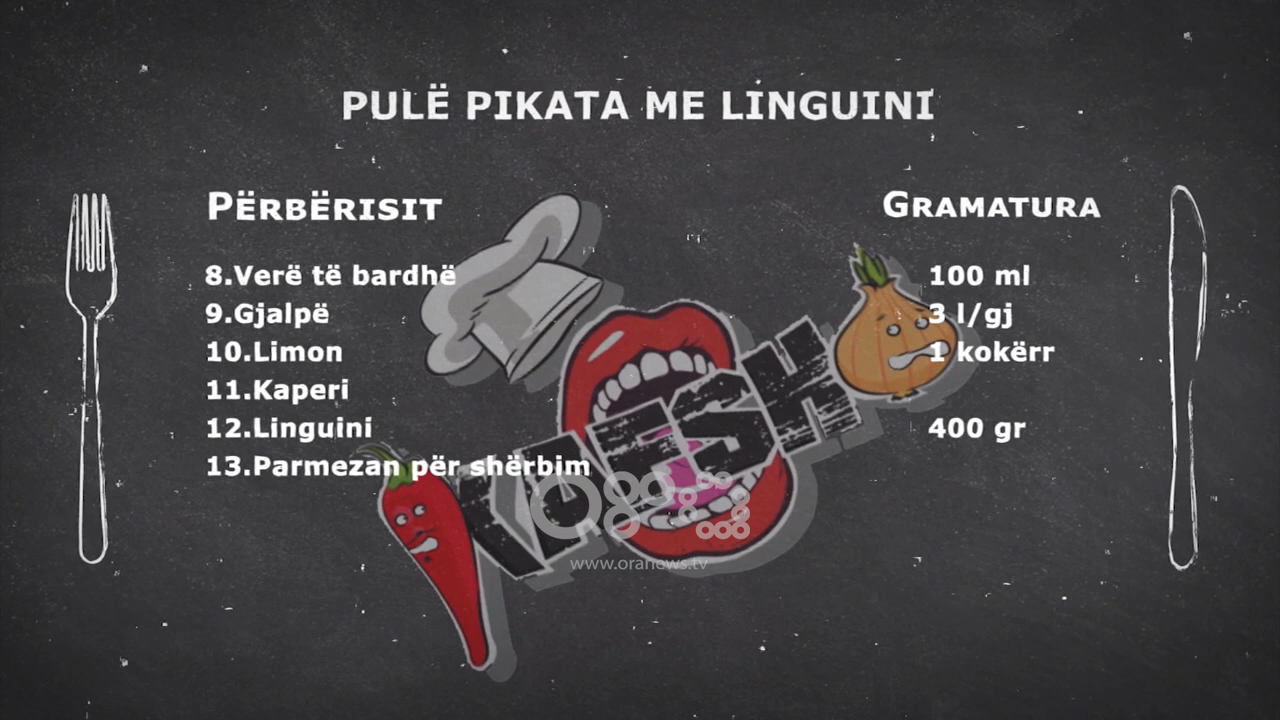 PULË PIKATA ME LINGUINI
PËRBËRISIT GRAMATURA
8.Verë të bardhë 100 ml
9.Gjalpë 3 l/gj
10.Limon 1 kokërr
11.Kaperi
12.Linguini 400 gr
13.Parmezan për shërbim
KHESH
www.oranews.tv